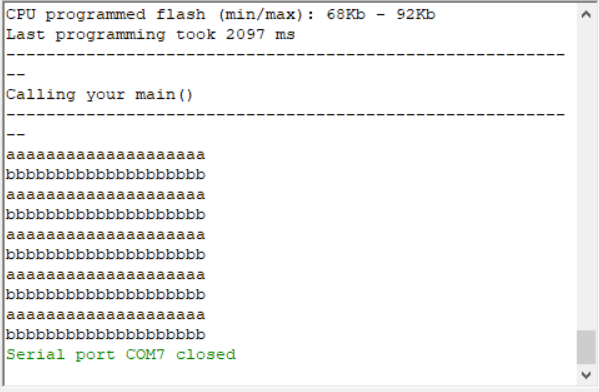 CPU programmed flash (min/max): 68Kb - 92Kb
Last programming took 2097 ms
--------------------------------------------------------
--
Calling your main()
--------------------------------------------------------
--
aaaaaaaaaaaaaaaaaaaa
bbbbbbbbbbbbbbbbbbbb
aaaaaaaaaaaaaaaaaaaa
bbbbbbbbbbbbbbbbbbbb
aaaaaaaaaaaaaaaaaaaa
bbbbbbbbbbbbbbbbbbbb
aaaaaaaaaaaaaaaaaaaa
bbbbbbbbbbbbbbbbbbbb
aaaaaaaaaaaaaaaaaaaa
bbbbbbbbbbbbbbbbbbbb
Serial port COM7 closed